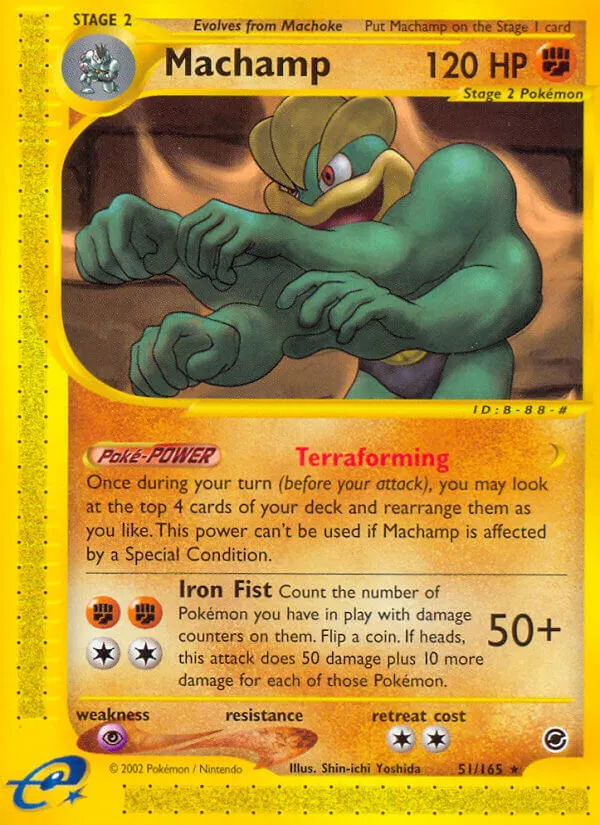 STAGE 2
Evolves from Machoke Put Machamp on the Stage 1 card
Machamp 120 HP
Stage 2 Pokémon
ID:B-88-#
Poké-POWER Terraforming
Once during your turn (before your attack), you may look
at the top 4 cards of your deck and rearrange them as
you like. This power can't be used if Machamp is affected
by a Special Condition.
Iron Fist Count the number of
Pokémon you have in play with damage
counters on them. Flip a coin. If heads,
this attack does 50 damage plus 10 more
damage for each of those Pokémon.
50+
weakness resistance retreat cost
© 2002 Pokémon / Nintendo Illus. Shin-ichi Yoshida 51/165 ★
e